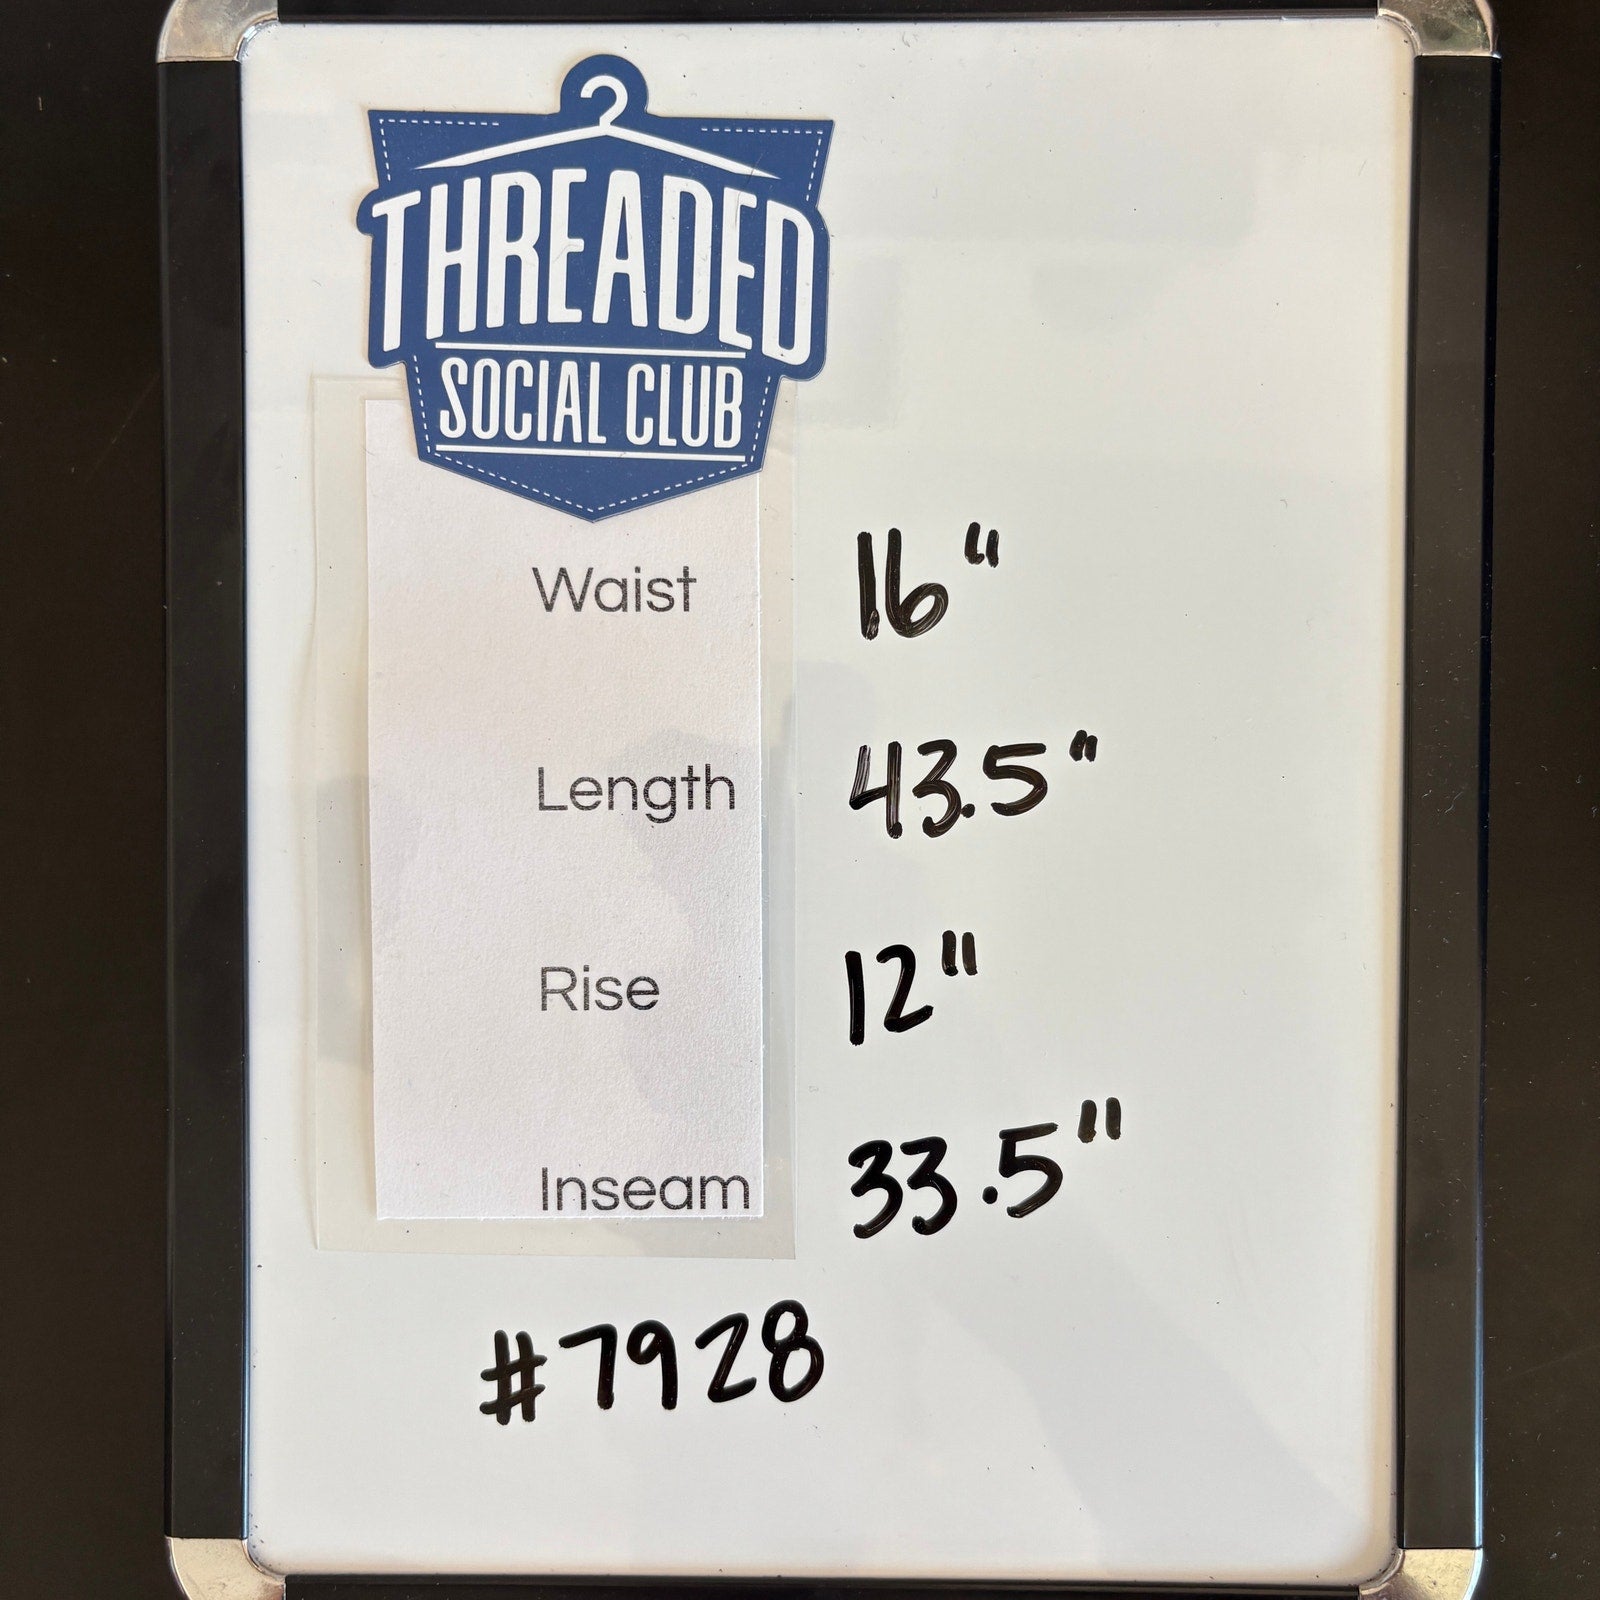 THREADED
SOCIAL CLUB
Waist 16"
Length 43.5"
Rise 12"
Inseam 33.5"
#7928